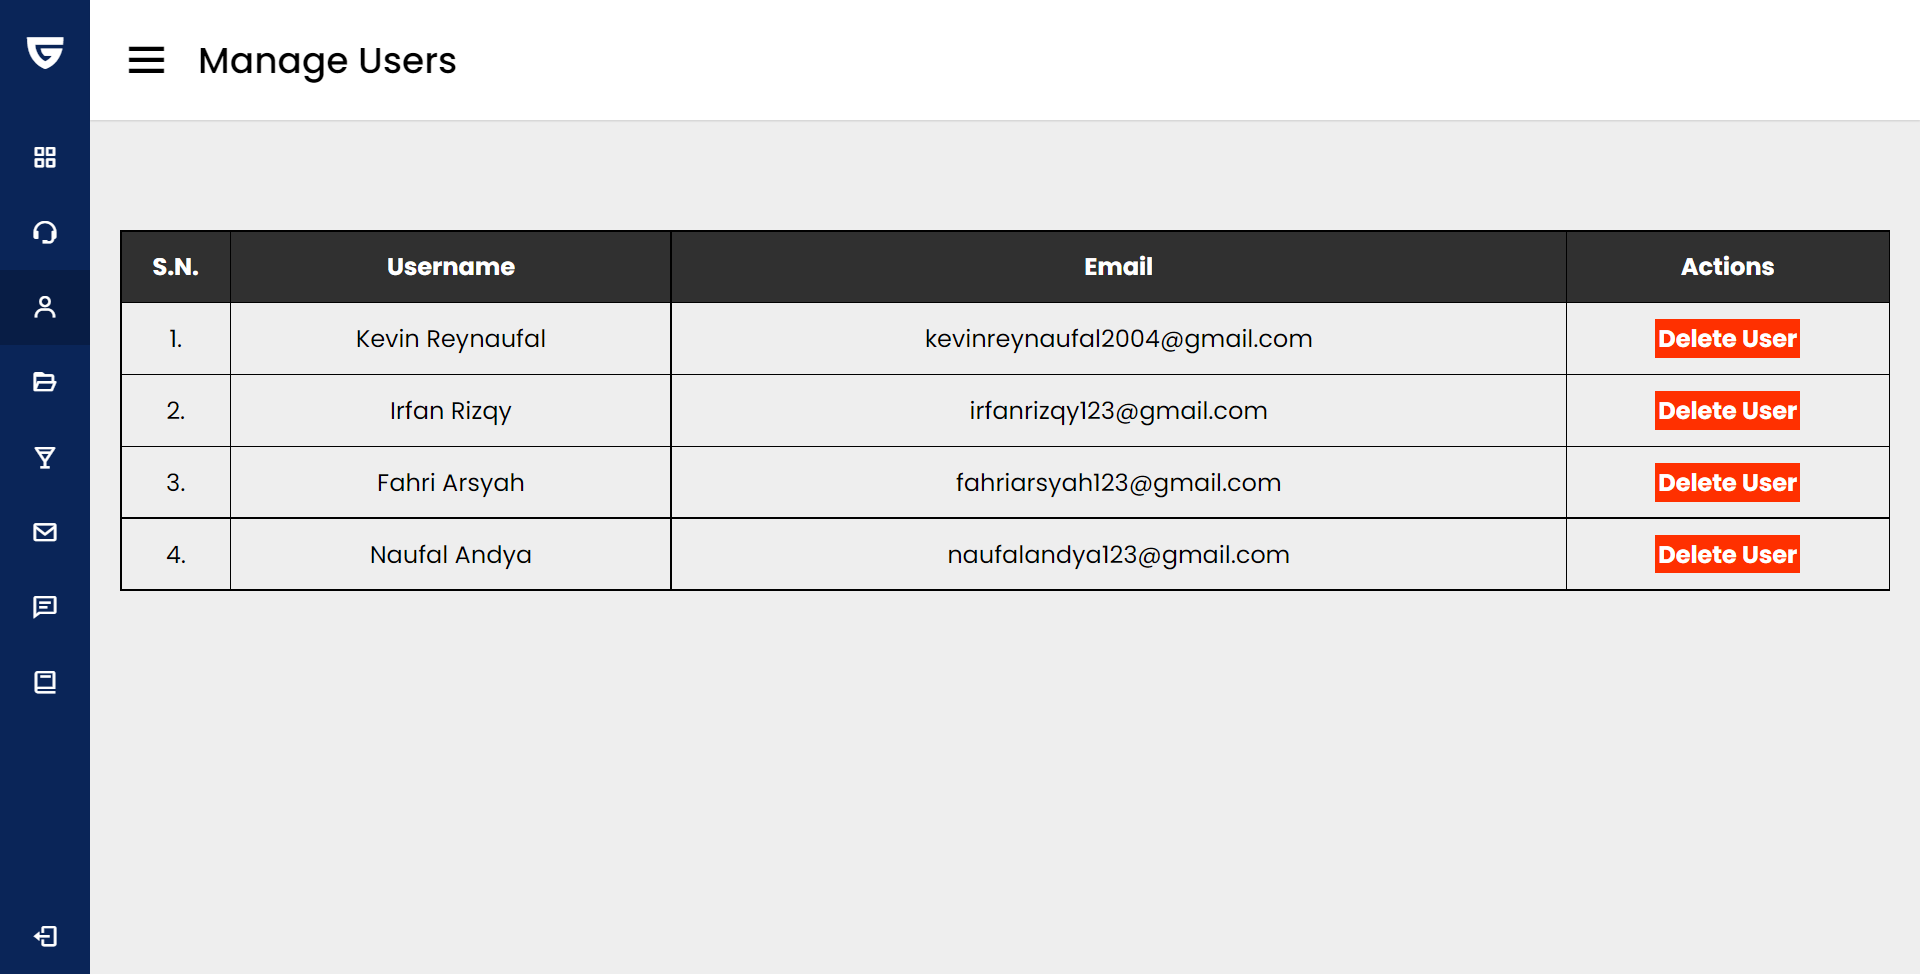 Manage Users
S.N. Username Email Actions
1. Kevin Reynaufal kevinreynaufal2004@gmail.com Delete User
2. Irfan Rizqy irfanrizqy123@gmail.com Delete User
3. Fahri Arsyah fahriarsyah123@gmail.com Delete User
4. Naufal Andya naufalandya123@gmail.com Delete User